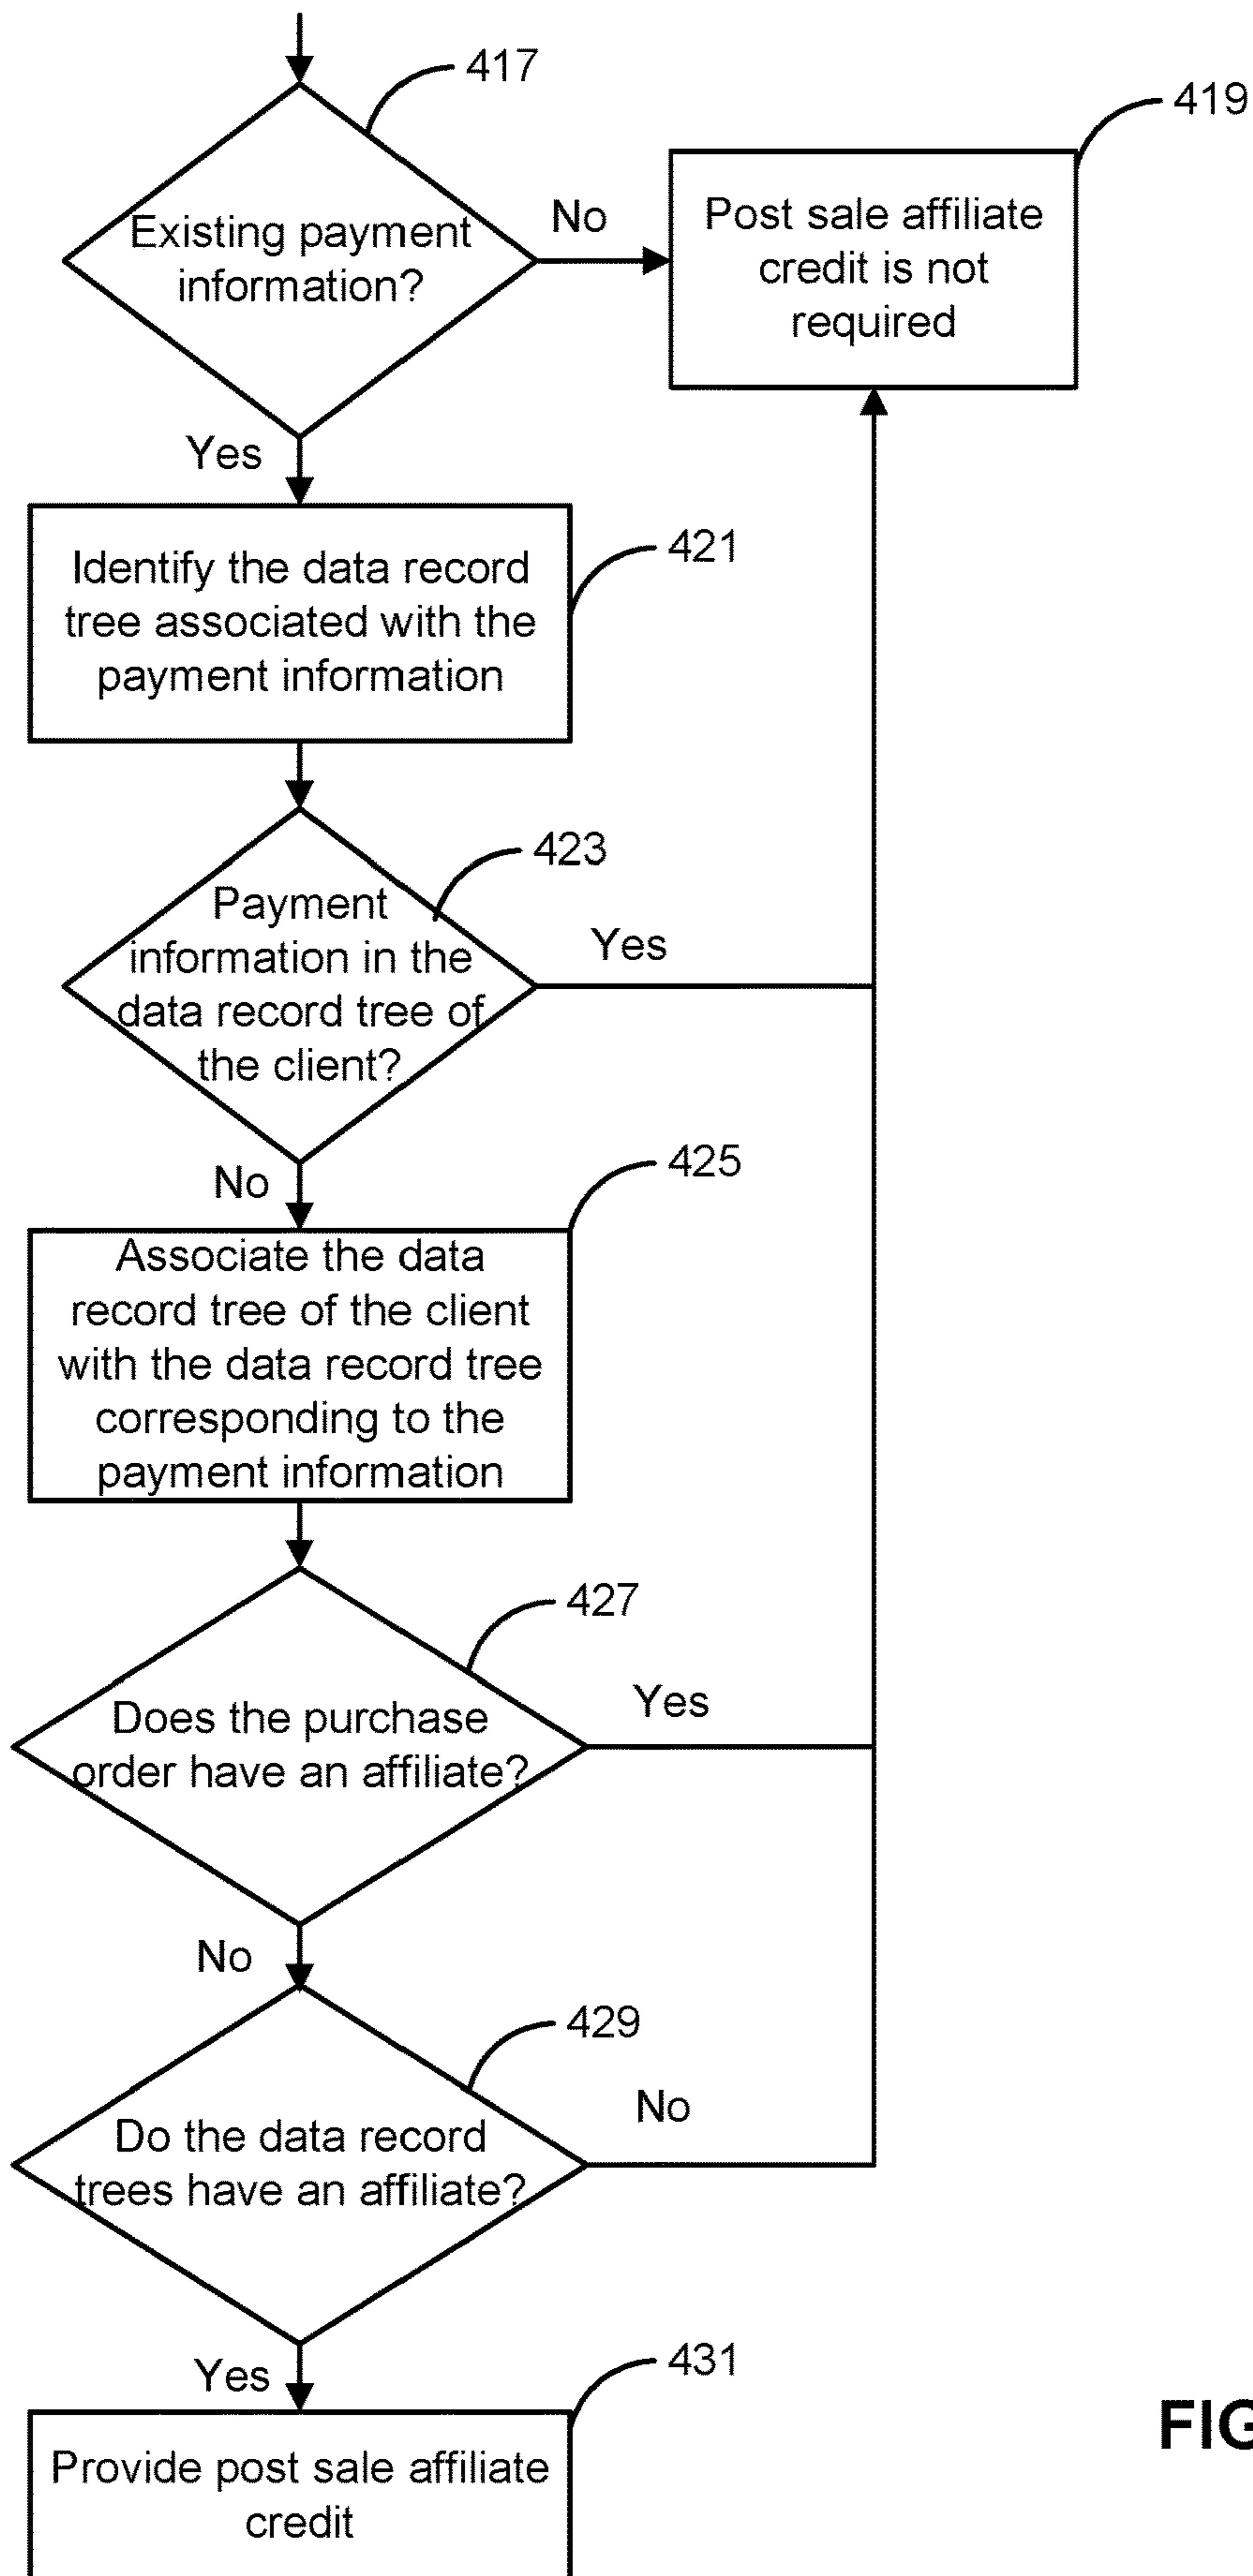 417
419
Existing payment
information?
No
Post sale affiliate
credit is not
required
Yes
Identify the data record
tree associated with the
payment information
421
423
Payment
information in the
data record tree of
the client?
Yes
No
425
Associate the data
record tree of the client
with the data record tree
corresponding to the
payment information
427
Does the purchase
order have an affiliate?
Yes
No
429
Do the data record
trees have an affiliate?
No
Yes
431
Provide post sale affiliate
credit